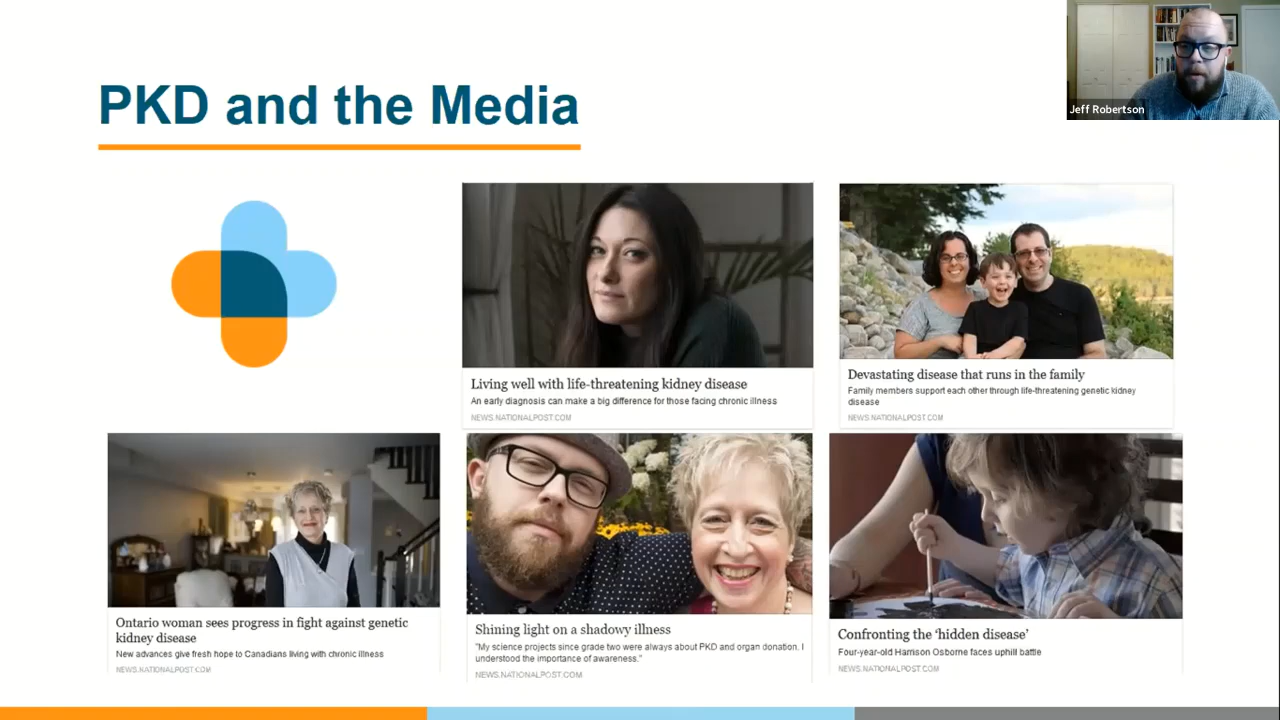 PKD and the Media
Jeff Robertson
Living well with life-threatening kidney disease
An early diagnosis can make a big difference for those facing chronic illness
NEWS.NATIONALPOST.COM
Devastating disease that runs in the family
Family members support each other through life-threatening genetic kidney
disease
NEWS.NATIONALPOST.COM
Ontario woman sees progress in fight against genetic
kidney disease
New advances give fresh hope to Canadians living with chronic illness
NEWS.NATIONALPOST.COM
Shining light on a shadowy illness
"My science projects since grade two were always about PKD and organ donation. I
understood the importance of awareness."
NEWS.NATIONALPOST.COM
Confronting the ‘hidden disease’
Four-year-old Harrison Osborne faces uphill battle
NEWS.NATIONALPOST.COM